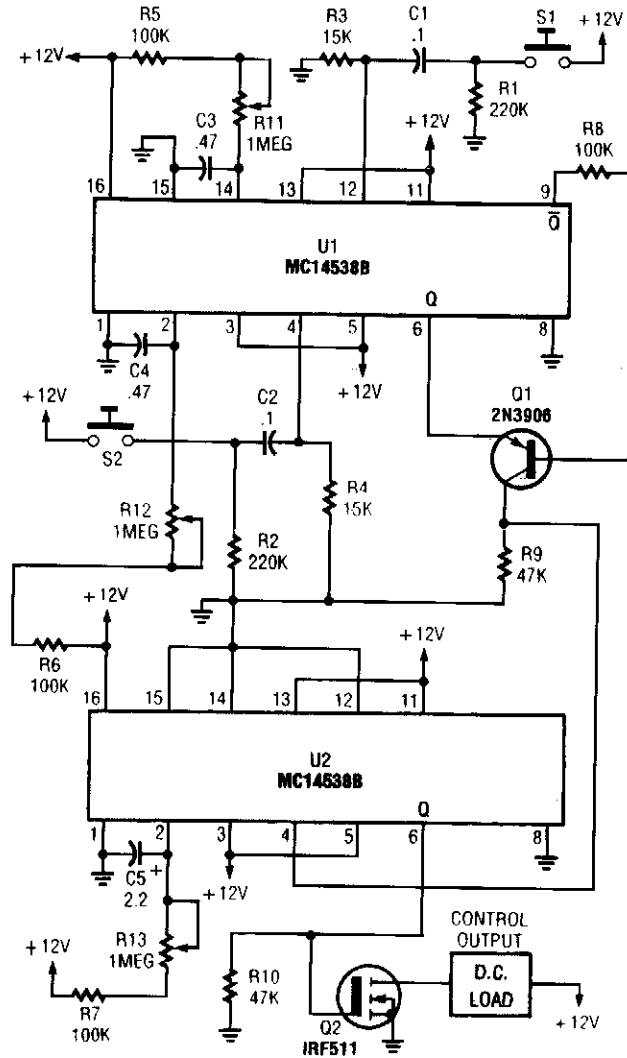 R5
100K
+12V
R3
15K
C1
.1
S1
+12V
R1
220K
C3
.47
R11
1MEG
+12V
R8
100K
16
15
14
13
12
11
9
Q̅
U1
MC14538B
Q
1
2
3
4
5
6
8
C4
.47
+12V
+12V
S2
C2
.1
Q1
2N3906
R12
1MEG
R4
15K
R2
220K
R9
47K
+12V
R6
100K
+12V
16
15
14
13
12
11
U2
MC14538B
Q
1
2
3
4
5
6
8
C5
2.2
+
+12V
+12V
R13
1MEG
R7
100K
R10
47K
Q2
IRF511
CONTROL
OUTPUT
D.C.
LOAD
+12V